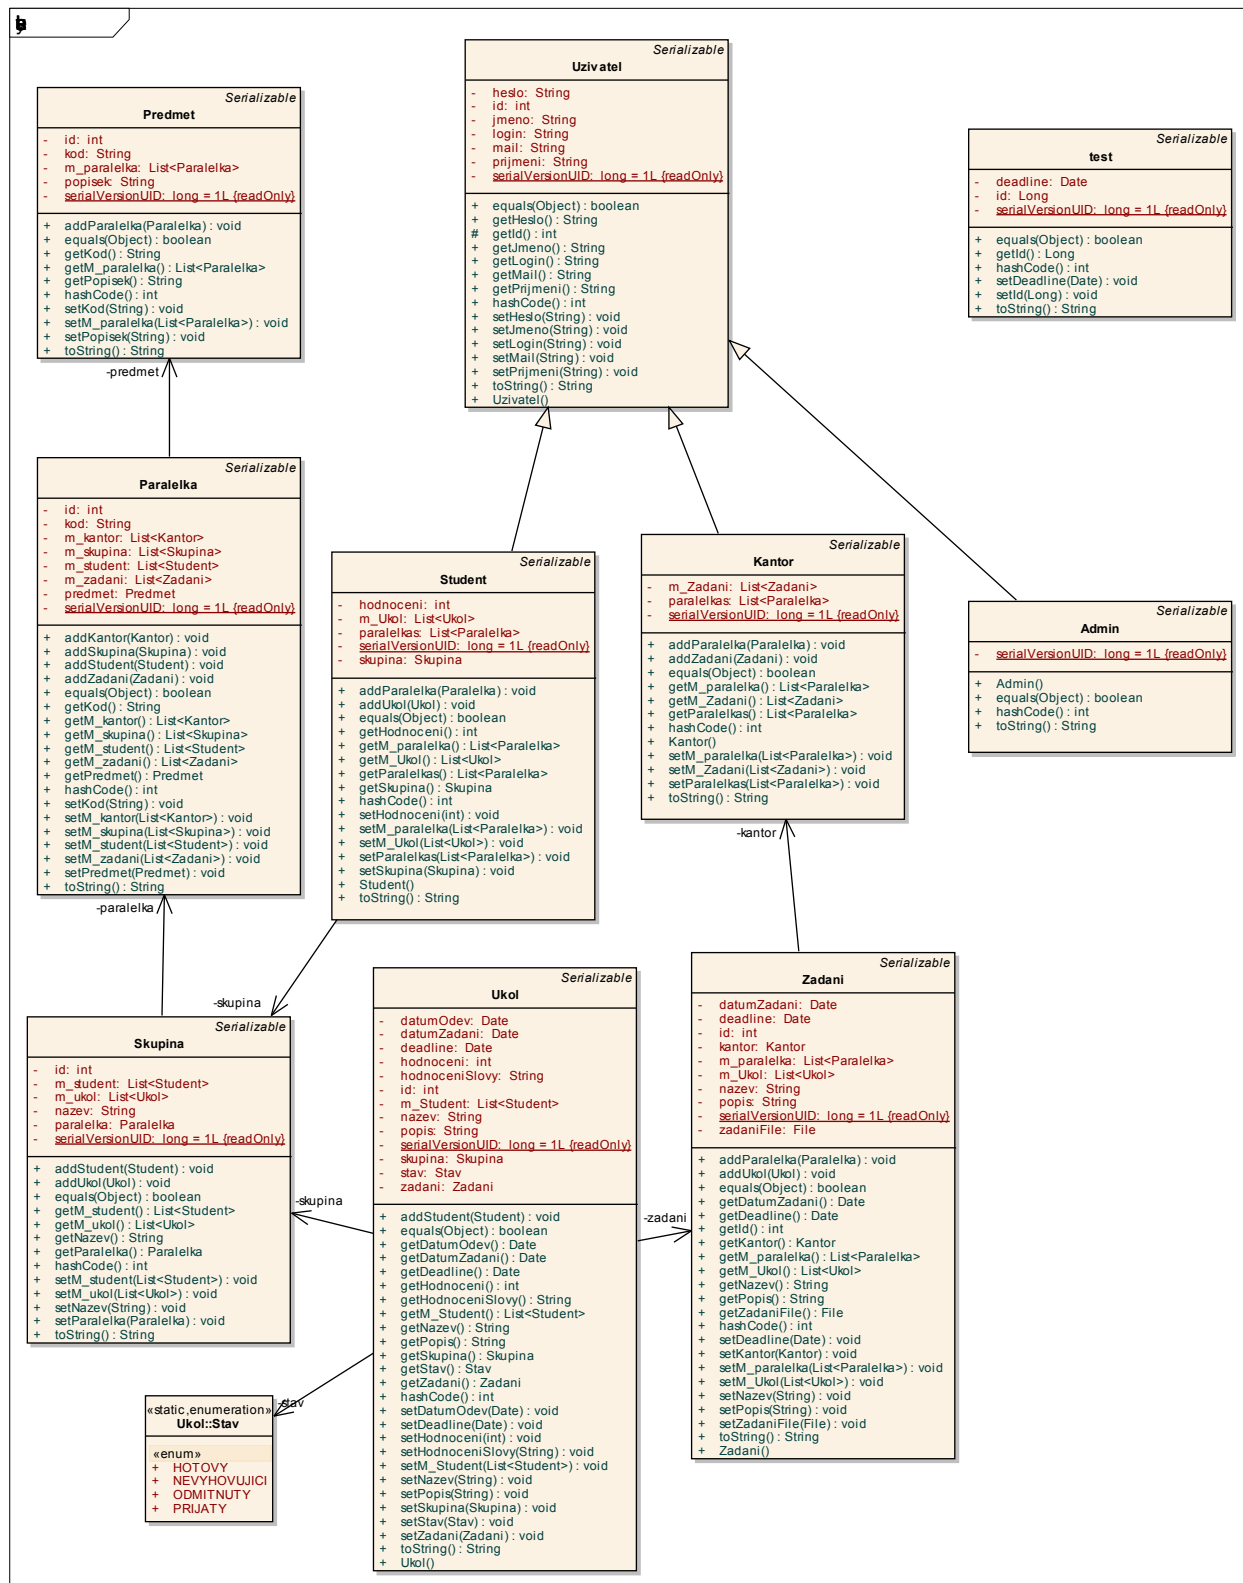 Serializable
Uzivatel
- heslo: String
- id: int
- jmeno: String
- login: String
- mail: String
- prijmeni: String
- serialVersionUID: long = 1L {readOnly}
+ equals(Object) : boolean
+ getHeslo() : String
# getId() : int
+ getJmeno() : String
+ getLogin() : String
+ getMail() : String
+ getPrijmeni() : String
+ hashCode() : int
+ setHeslo(String) : void
+ setJmeno(String) : void
+ setLogin(String) : void
+ setMail(String) : void
+ setPrijmeni(String) : void
+ toString() : String
+ Uzivatel()
Serializable
Predmet
- id: int
- kod: String
- m_paralelka: List<Paralelka>
- popisek: String
- serialVersionUID: long = 1L {readOnly}
+ addParalelka(Paralelka) : void
+ equals(Object) : boolean
+ getKod() : String
+ getM_paralelka() : List<Paralelka>
+ getPopisek() : String
+ hashCode() : int
+ setKod(String) : void
+ setM_paralelka(List<Paralelka>) : void
+ setPopisek(String) : void
+ toString() : String
Serializable
test
- deadline: Date
- id: Long
- serialVersionUID: long = 1L {readOnly}
+ equals(Object) : boolean
+ getId() : Long
+ hashCode() : int
+ setDeadline(Date) : void
+ setId(Long) : void
+ toString() : String
-predmet
Serializable
Paralelka
- id: int
- kod: String
- m_kantor: List<Kantor>
- m_skupina: List<Skupina>
- m_student: List<Student>
- m_zadani: List<Zadani>
- predmet: Predmet
- serialVersionUID: long = 1L {readOnly}
+ addKantor(Kantor) : void
+ addSkupina(Skupina) : void
+ addStudent(Student) : void
+ addZadani(Zadani) : void
+ equals(Object) : boolean
+ getKod() : String
+ getM_kantor() : List<Kantor>
+ getM_skupina() : List<Skupina>
+ getM_student() : List<Student>
+ getM_zadani() : List<Zadani>
+ getPredmet() : Predmet
+ hashCode() : int
+ setKod(String) : void
+ setM_kantor(List<Kantor>) : void
+ setM_skupina(List<Skupina>) : void
+ setM_student(List<Student>) : void
+ setM_zadani(List<Zadani>) : void
+ setPredmet(Predmet) : void
+ toString() : String
Serializable
Student
- hodnoceni: int
- m_Ukol: List<Ukol>
- paralelkas: List<Paralelka>
- serialVersionUID: long = 1L {readOnly}
- skupina: Skupina
+ addParalelka(Paralelka) : void
+ addUkol(Ukol) : void
+ equals(Object) : boolean
+ getHodnoceni() : int
+ getM_paralelka() : List<Paralelka>
+ getM_Ukol() : List<Ukol>
+ getParalelkas() : List<Paralelka>
+ getSkupina() : Skupina
+ hashCode() : int
+ setHodnoceni(int) : void
+ setM_paralelka(List<Paralelka>) : void
+ setM_Ukol(List<Ukol>) : void
+ setParalelkas(List<Paralelka>) : void
+ setSkupina(Skupina) : void
+ Student()
+ toString() : String
Serializable
Kantor
- m_Zadani: List<Zadani>
- paralelkas: List<Paralelka>
- serialVersionUID: long = 1L {readOnly}
+ addParalelka(Paralelka) : void
+ addZadani(Zadani) : void
+ equals(Object) : boolean
+ getM_paralelka() : List<Paralelka>
+ getM_Zadani() : List<Zadani>
+ getParalelkas() : List<Paralelka>
+ hashCode() : int
+ Kantor()
+ setM_paralelka(List<Paralelka>) : void
+ setM_Zadani(List<Zadani>) : void
+ setParalelkas(List<Paralelka>) : void
+ toString() : String
Serializable
Admin
- serialVersionUID: long = 1L {readOnly}
+ Admin()
+ equals(Object) : boolean
+ hashCode() : int
+ toString() : String
-kantor
-paralelka
-skupina
Serializable
Skupina
- id: int
- m_student: List<Student>
- m_ukol: List<Ukol>
- nazev: String
- paralelka: Paralelka
- serialVersionUID: long = 1L {readOnly}
+ addStudent(Student) : void
+ addUkol(Ukol) : void
+ equals(Object) : boolean
+ getM_student() : List<Student>
+ getM_ukol() : List<Ukol>
+ getNazev() : String
+ getParalelka() : Paralelka
+ hashCode() : int
+ setM_student(List<Student>) : void
+ setM_ukol(List<Ukol>) : void
+ setNazev(String) : void
+ setParalelka(Paralelka) : void
+ toString() : String
Serializable
Ukol
- datumOdev: Date
- datumZadani: Date
- deadline: Date
- hodnoceni: int
- hodnoceniSlovy: String
- id: int
- m_Student: List<Student>
- nazev: String
- popis: String
- serialVersionUID: long = 1L {readOnly}
- skupina: Skupina
- stav: Stav
- zadani: Zadani
+ addStudent(Student) : void
+ equals(Object) : boolean
+ getDatumOdev() : Date
+ getDatumZadani() : Date
+ getDeadline() : Date
+ getHodnoceni() : int
+ getHodnoceniSlovy() : String
+ getM_Student() : List<Student>
+ getNazev() : String
+ getPopis() : String
+ getSkupina() : Skupina
+ getStav() : Stav
+ getZadani() : Zadani
+ hashCode() : int
+ setDatumOdev(Date) : void
+ setDeadline(Date) : void
+ setHodnoceni(int) : void
+ setHodnoceniSlovy(String) : void
+ setM_Student(List<Student>) : void
+ setNazev(String) : void
+ setPopis(String) : void
+ setSkupina(Skupina) : void
+ setStav(Stav) : void
+ setZadani(Zadani) : void
+ toString() : String
+ Ukol()
Serializable
Zadani
- datumZadani: Date
- deadline: Date
- id: int
- kantor: Kantor
- m_paralelka: List<Paralelka>
- m_Ukol: List<Ukol>
- nazev: String
- popis: String
- serialVersionUID: long = 1L {readOnly}
- zadaniFile: File
+ addParalelka(Paralelka) : void
+ addUkol(Ukol) : void
+ equals(Object) : boolean
+ getDatumZadani() : Date
+ getDeadline() : Date
+ getId() : int
+ getKantor() : Kantor
+ getM_paralelka() : List<Paralelka>
+ getM_Ukol() : List<Ukol>
+ getNazev() : String
+ getPopis() : String
+ getZadaniFile() : File
+ hashCode() : int
+ setDeadline(Date) : void
+ setKantor(Kantor) : void
+ setM_paralelka(List<Paralelka>) : void
+ setM_Ukol(List<Ukol>) : void
+ setNazev(String) : void
+ setPopis(String) : void
+ setZadaniFile(File) : void
+ toString() : String
+ Zadani()
-skupina
-zadani
-stav
«static,enumeration»
Ukol::Stav
«enum»
+ HOTOVY
+ NEVYHOVUJICI
+ ODMITNUTY
+ PRIJATY